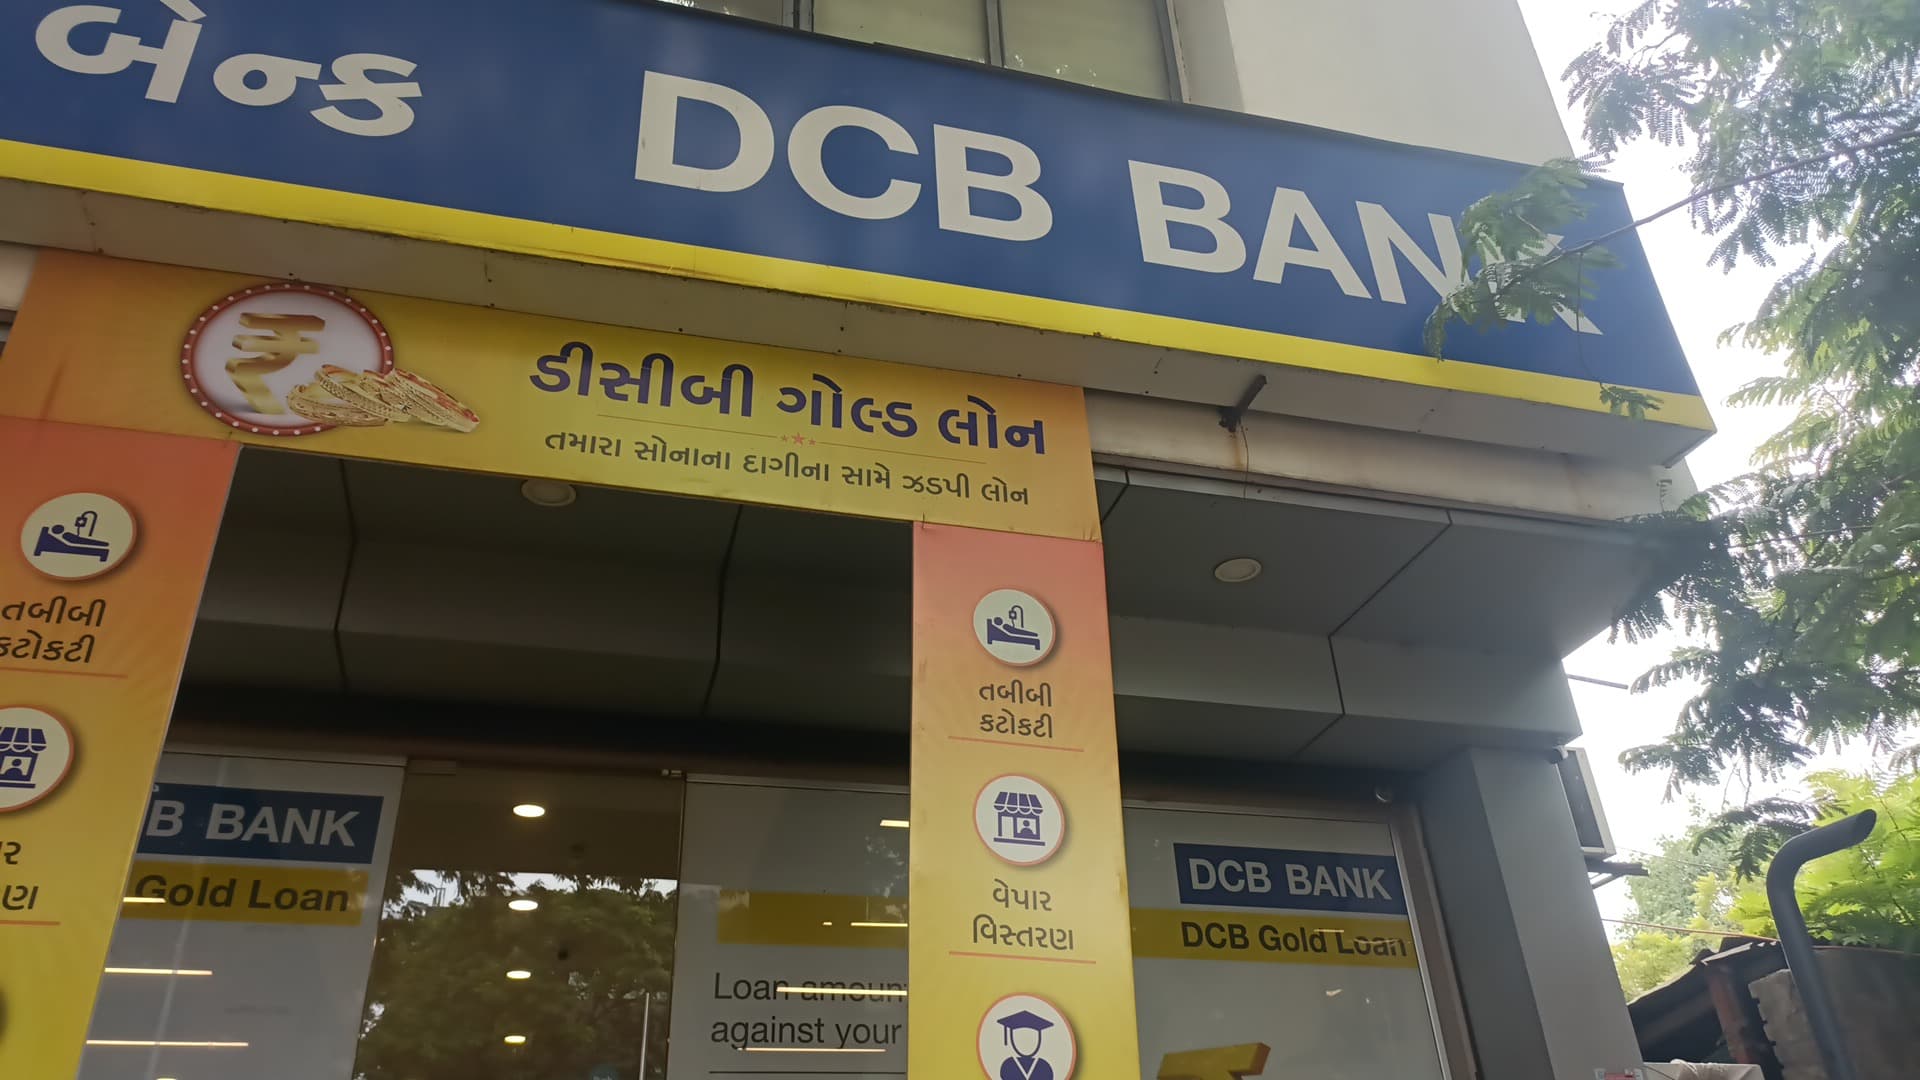 બેન્ક DCB BANK
ડીસીબી ગોલ્ડ લોન
તમારા સોનાના દાગીના સામે ઝડપી લોન
તબીબી
કટોકટી
તબીબી
કટોકટી
વેપાર
વિસ્તરણ
B BANK
Gold Loan
Loan amoun
against your
DCB BANK
DCB Gold Loan